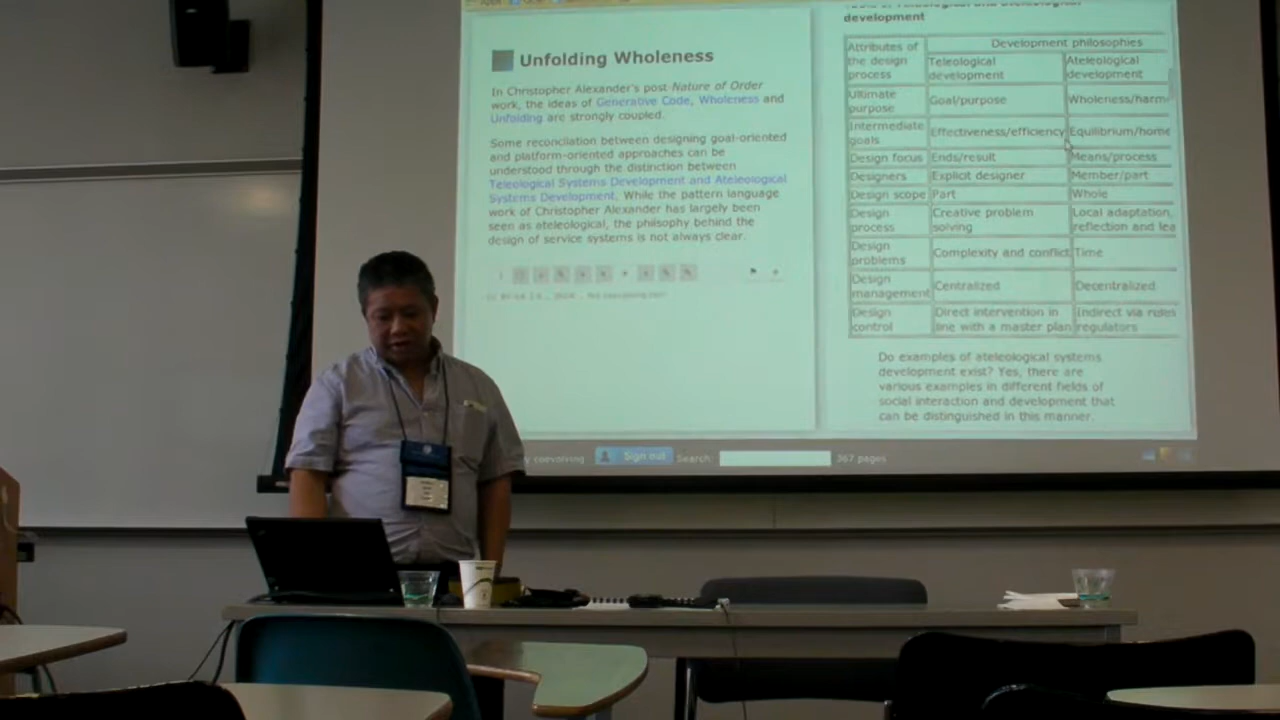 development
Unfolding Wholeness
In Christopher Alexander's post Nature of Order
work, the ideas of Generative Code, Wholeness and
Unfolding are strongly coupled.
Some reconciliation between designing goal-oriented
and platform-oriented approaches can be
understood through the distinction between
Teleological Systems Development and Ateleological
Systems Development. While the pattern language
work of Christopher Alexander has largely been
seen as ateleological, the philsophy behind the
design of service systems is not always clear.
Attributes of
the design
process
Development philosophies
Teleological
development
Ateleological
development
Ultimate
purpose
Goal/purpose
Wholeness/harm
Intermediate
goals
Effectiveness/efficiency
Equilibrium/home
Design focus
Ends/result
Means/process
Designers
Explicit designer
Member/part
Design scope
Part
Whole
Design
process
Creative problem
solving
Local adaptation,
reflection and lea
Design
problems
Complexity and conflict
Time
Design
management
Centralized
Decentralized
Design
control
Direct intervention in
line with a master plan
Indirect via rules
regulators
Do examples of ateleological systems
development exist? Yes, there are
various examples in different fields of
social interaction and development that
can be distinguished in this manner.
y coevolving
Sign out
Search:
367 pages